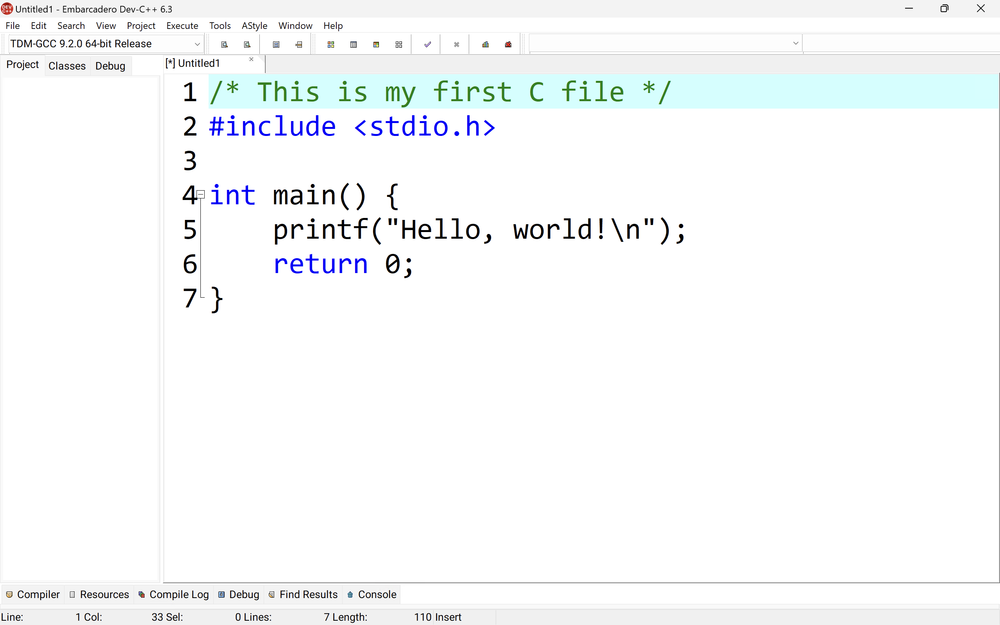 DEV C++ Untitled1 - Embarcadero Dev-C++ 6.3
File Edit Search View Project Execute Tools AStyle Window Help
TDM-GCC 9.2.0 64-bit Release
Project Classes Debug [*] Untitled1
1 /* This is my first C file */
2 #include <stdio.h>
3
4 int main() {
5     printf("Hello, world!\n");
6     return 0;
7 }
Compiler Resources Compile Log Debug Find Results Console
Line: 1 Col: 33 Sel: 0 Lines: 7 Length: 110 Insert